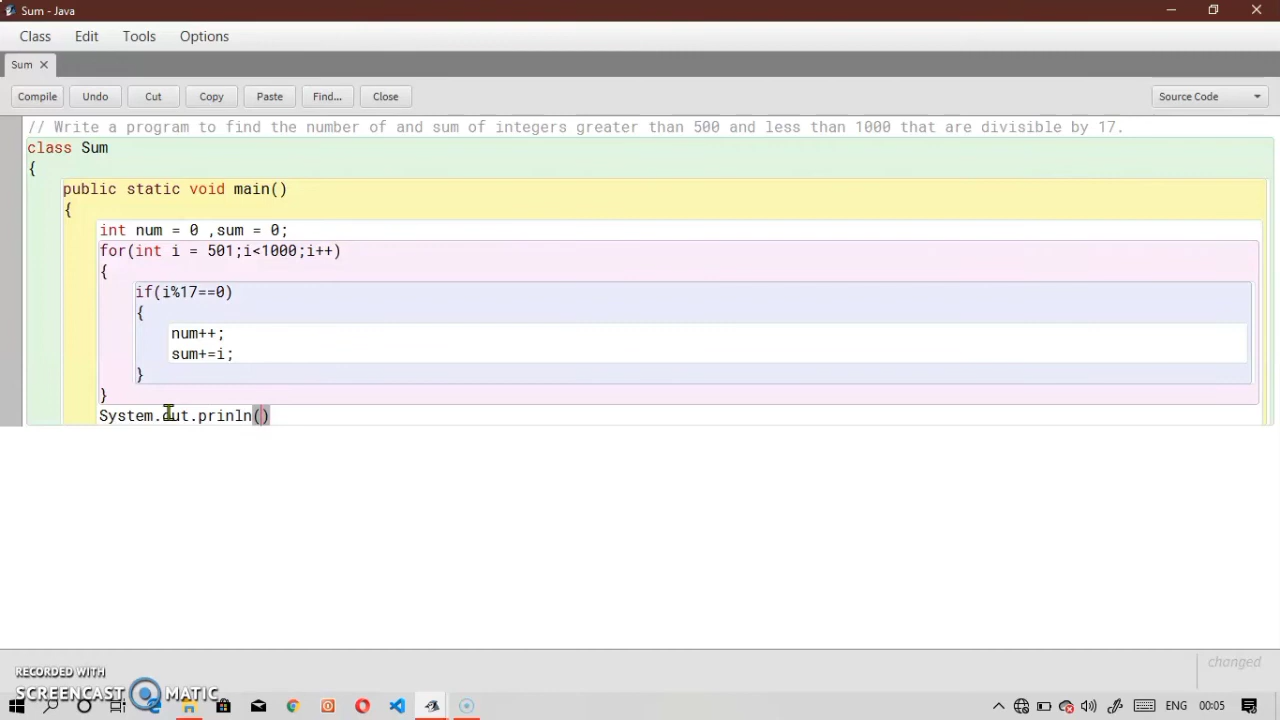 Sum - Java
Class Edit Tools Options
Sum
Compile Undo Cut Copy Paste Find... Close Source Code
// Write a program to find the number of and sum of integers greater than 500 and less than 1000 that are divisible by 17.
class Sum
{
public static void main()
{
int num = 0 ,sum = 0;
for(int i = 501;i<1000;i++)
{
if(i%17==0)
{
num++;
sum+=i;
}
}
System.out.prinln()
changed
RECORDED WITH
SCREENCAST MATIC
ENG 00:05